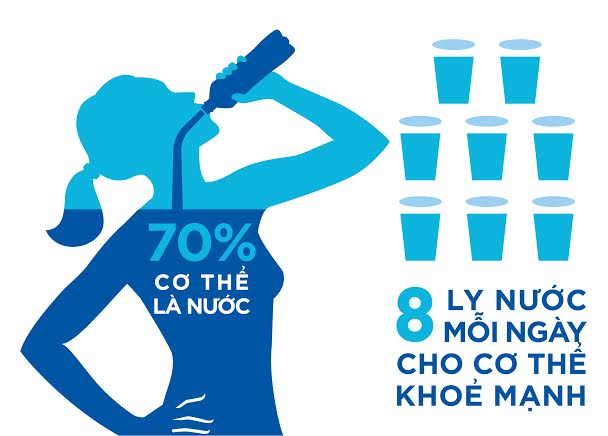 70%
CƠ THỂ
LÀ NƯỚC
8 LY NƯỚC
MỖI NGÀY
CHO CƠ THỂ
KHOẺ MẠNH